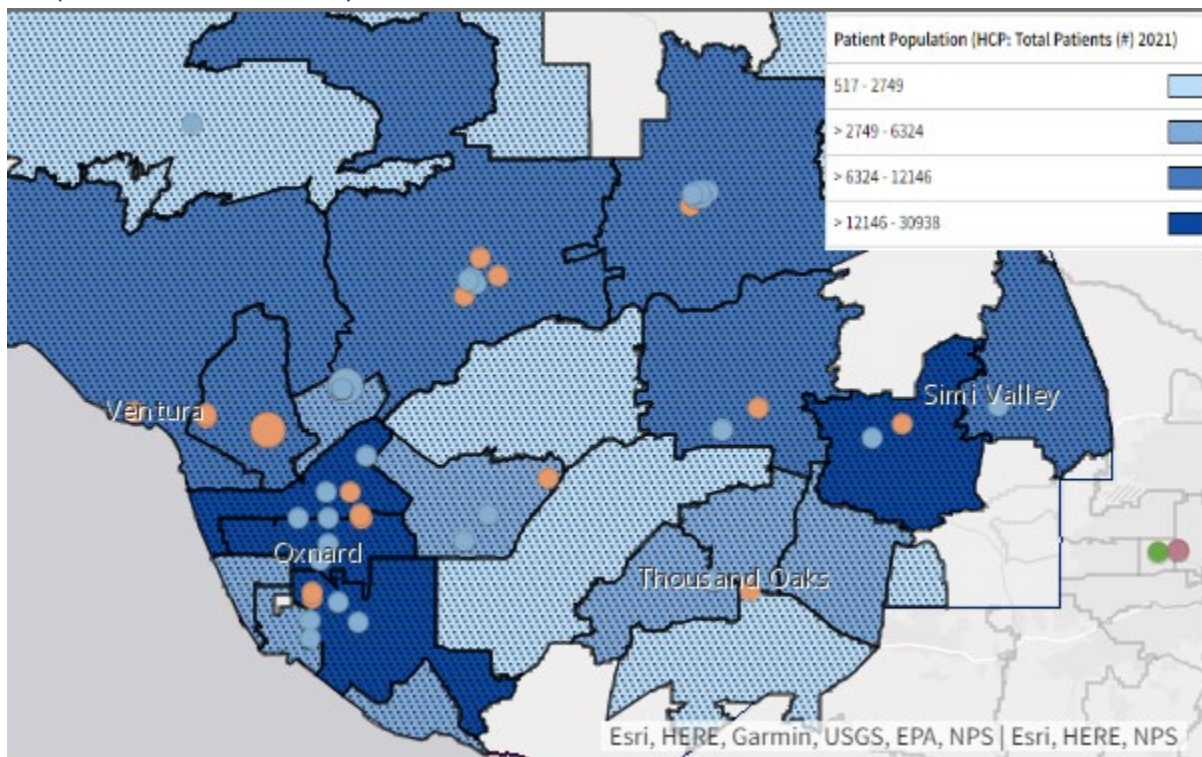 Patient Population (HCP: Total Patients (#) 2021)
517 - 2749
> 2749 - 6324
> 6324 - 12146
> 12146 - 30938
Ventura
Simi Valley
Oxnard
Thousand Oaks
Esri, HERE, Garmin, USGS, EPA, NPS | Esri, HERE, NPS